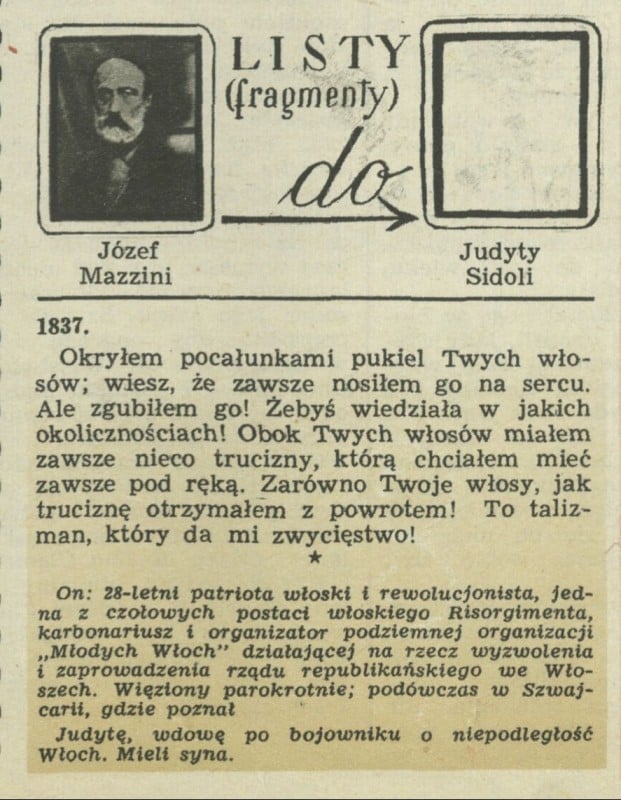 LISTY
(fragmenty)
do
Józef
Mazzini
Judyty
Sidoli
1837.
Okryłem pocałunkami pukiel Twych wło-
sów; wiesz, że zawsze nosiłem go na sercu.
Ale zgubiłem go! Żebyś wiedziała w jakich
okolicznościach! Obok Twych włosów miałem
zawsze nieco trucizny, którą chciałem mieć
zawsze pod ręką. Zarówno Twoje włosy, jak
truciznę otrzymałem z powrotem! To taliz-
man, który da mi zwycięstwo!
★
On: 28-letni patriota włoski i rewolucjonista, jed-
na z czołowych postaci włoskiego Risorgimenta,
karbonariusz i organizator podziemnej organizacji
„Młodych Włoch” działającej na rzecz wyzwolenia
i zaprowadzenia rządu republikańskiego we Wło-
szech. Więziony parokrotnie; podówczas w Szwaj-
carii, gdzie poznał
Judytę, wdowę po bojowniku o niepodległość
Włoch. Mieli syna.